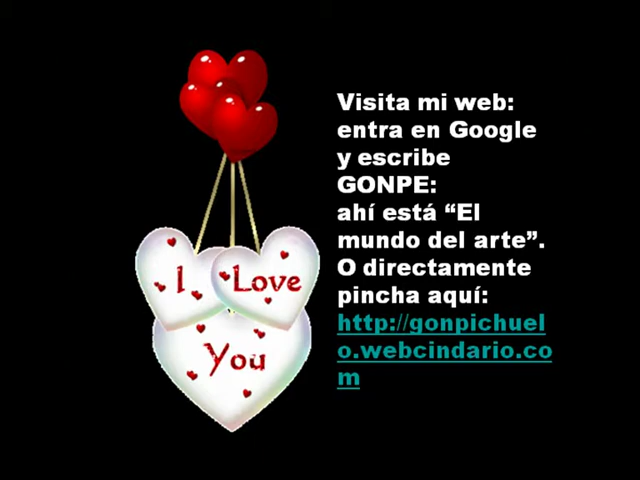 I Love
You
Visita mi web:
entra en Google
y escribe
GONPE:
ahí está “El
mundo del arte”.
O directamente
pincha aquí:
http://gonpichuel
o.webcindario.co
m